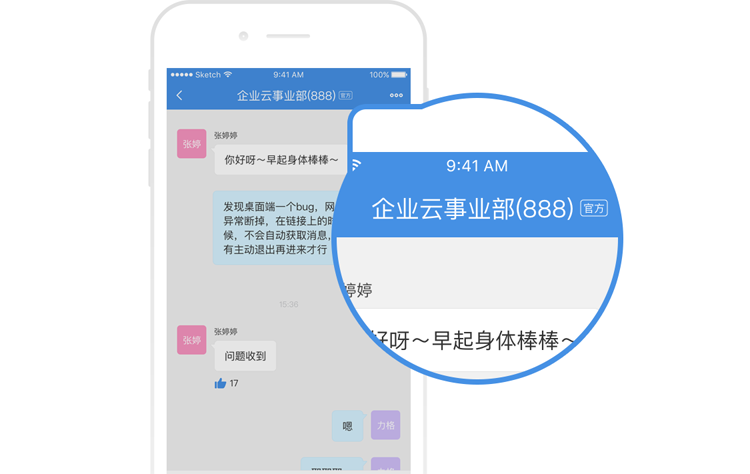 Sketch 9:41 AM 100%
企业云事业部(888) 官方
张婷婷
张婷
你好呀～早起身体棒棒～
发现桌面端一个bug，网
异常断掉，在链接上的时
候，不会自动获取消息，
有主动退出再进来才行
15:36
张婷婷
张婷
问题收到
17
嗯
力格
9:41 AM
企业云事业部(888) 官方
婷婷
好呀～早起身体棒棒～